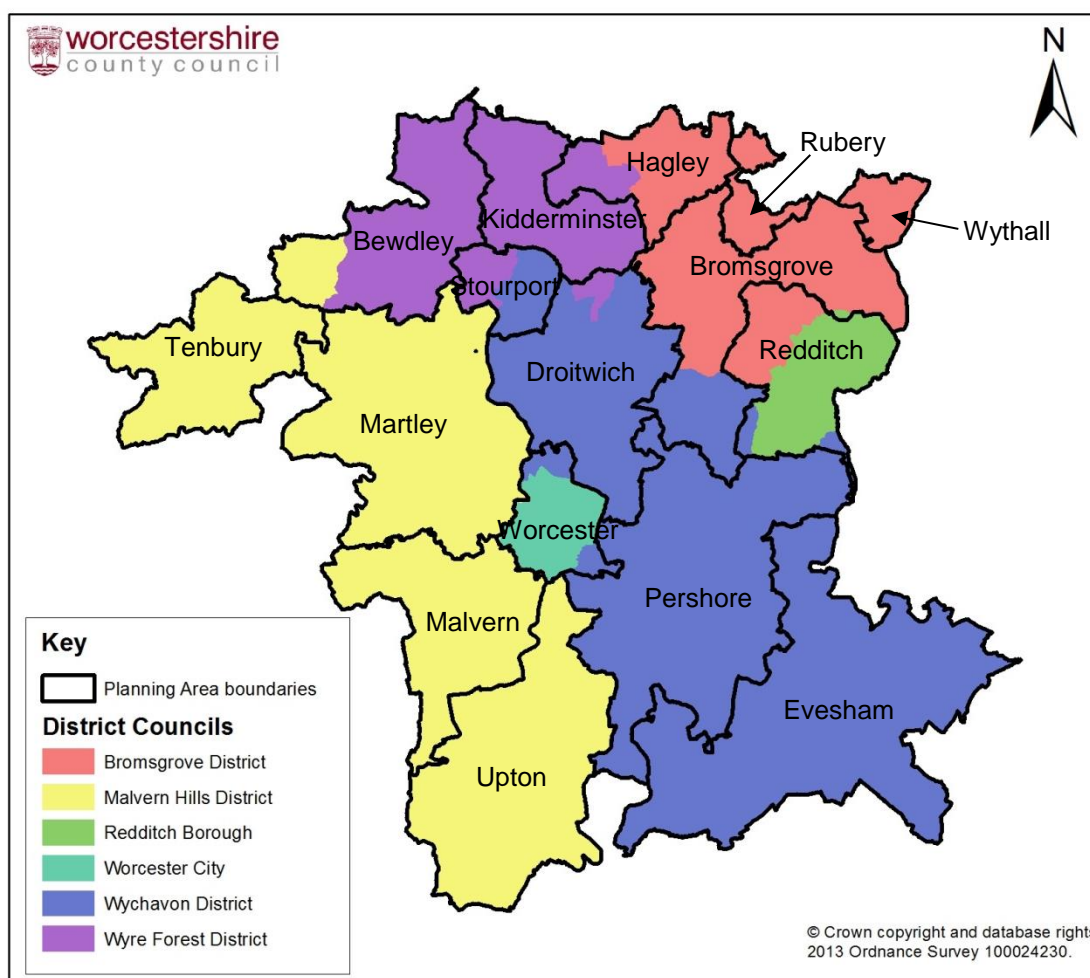 worcestershire
county council
N
Rubery
Hagley
Wythall
Kidderminster
Bewdley
Bromsgrove
Stourport
Tenbury
Redditch
Droitwich
Martley
Worcester
Pershore
Malvern
Evesham
Upton
Key
Planning Area boundaries
District Councils
Bromsgrove District
Malvern Hills District
Redditch Borough
Worcester City
Wychavon District
Wyre Forest District
© Crown copyright and database rights
2013 Ordnance Survey 100024230.